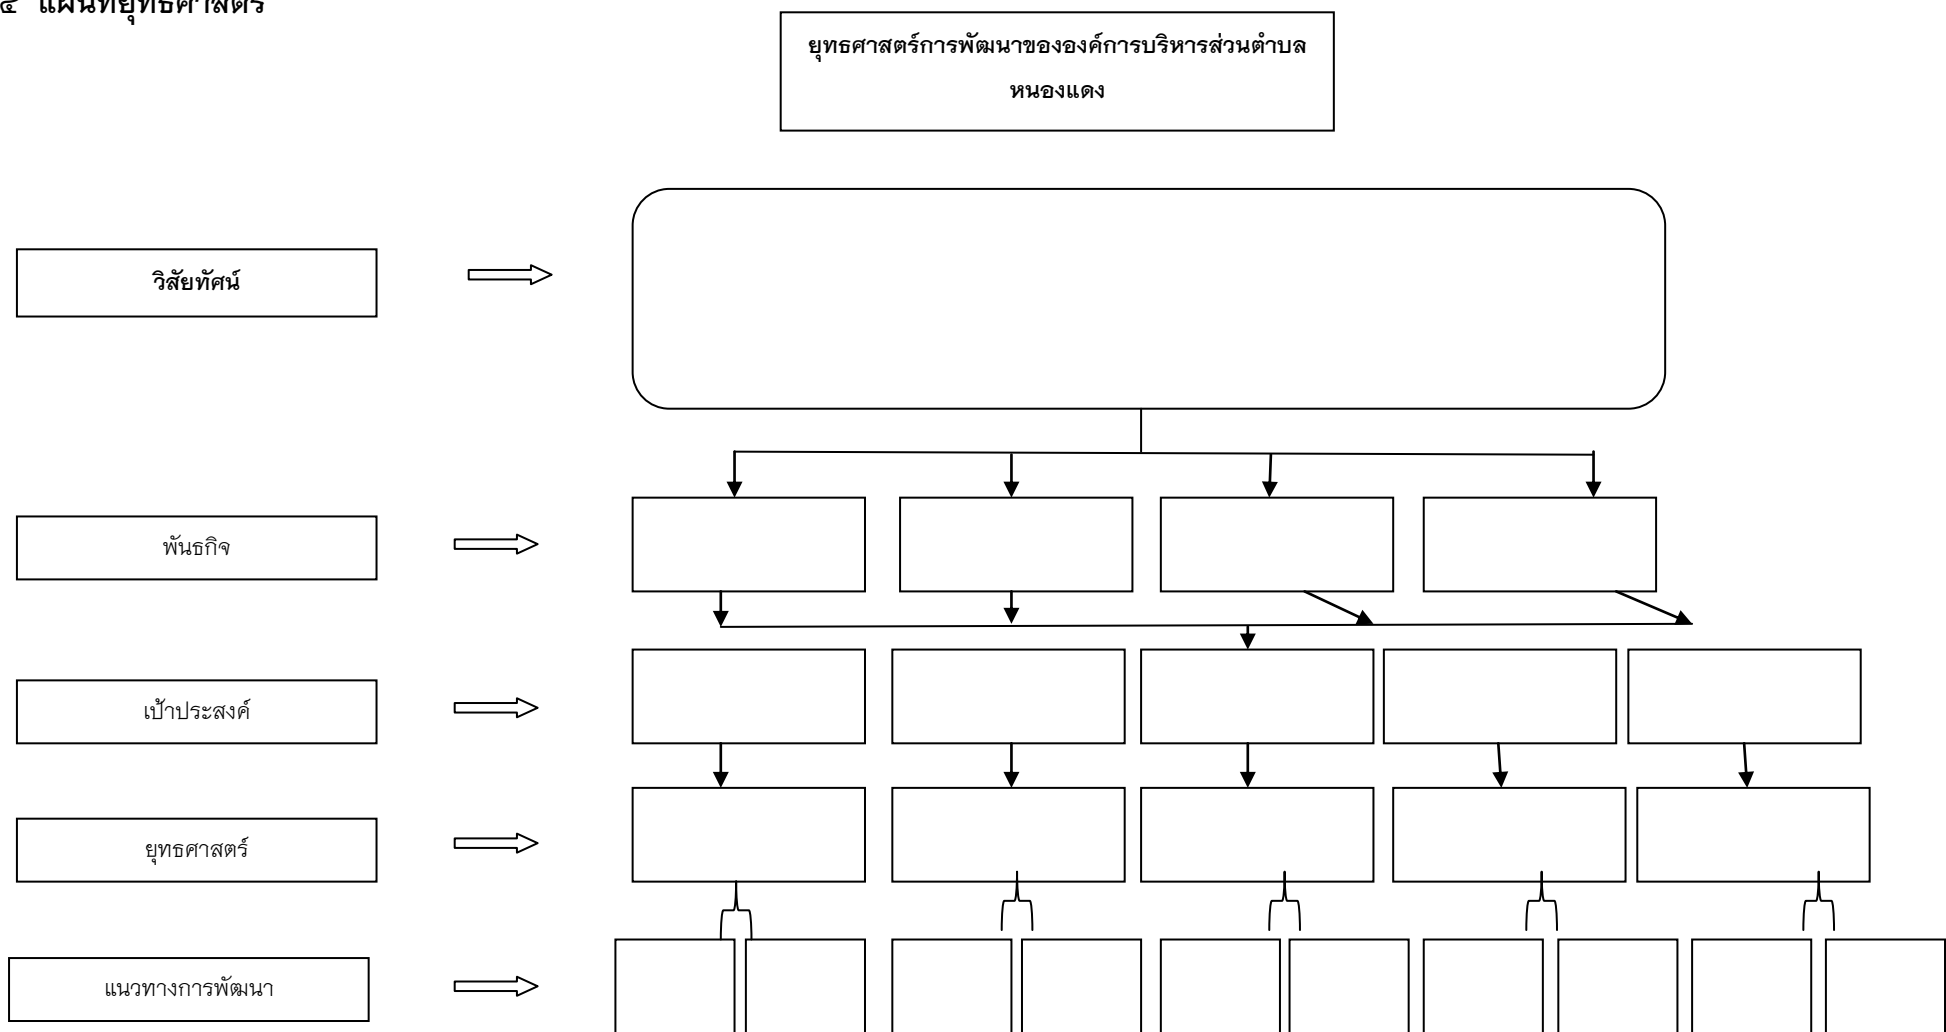 ๔ แผนที่ยุทธศาสตร์
ยุทธศาสตร์การพัฒนาขององค์การบริหารส่วนตำบล
หนองแดง
วิสัยทัศน์
พันธกิจ
เป้าประสงค์
ยุทธศาสตร์
แนวทางการพัฒนา